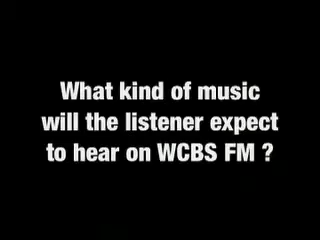 What kind of music
will the listener expect
to hear on WCBS FM ?